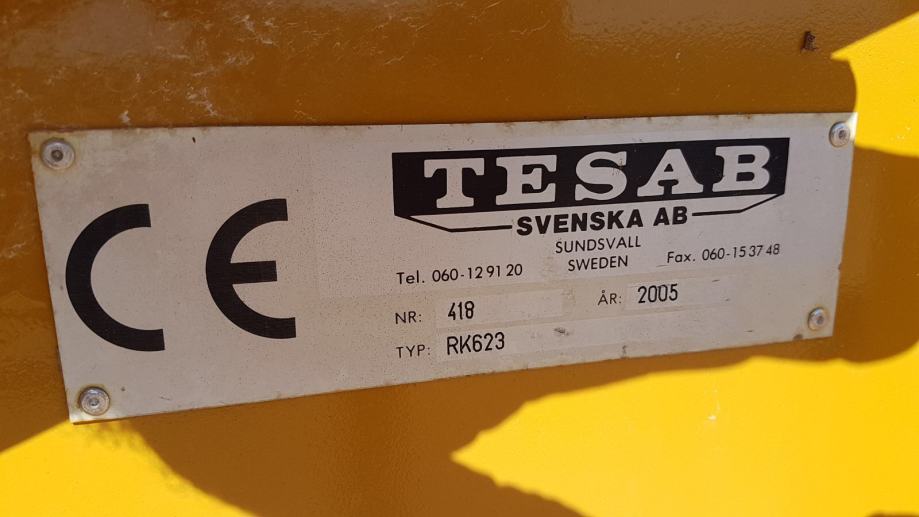 CE
TESAB
SVENSKA AB
SUNDSVALL
Tel. 060-12 91 20 SWEDEN Fax. 060-15 37 48
NR: 418 ÅR: 2005
TYP: RK623